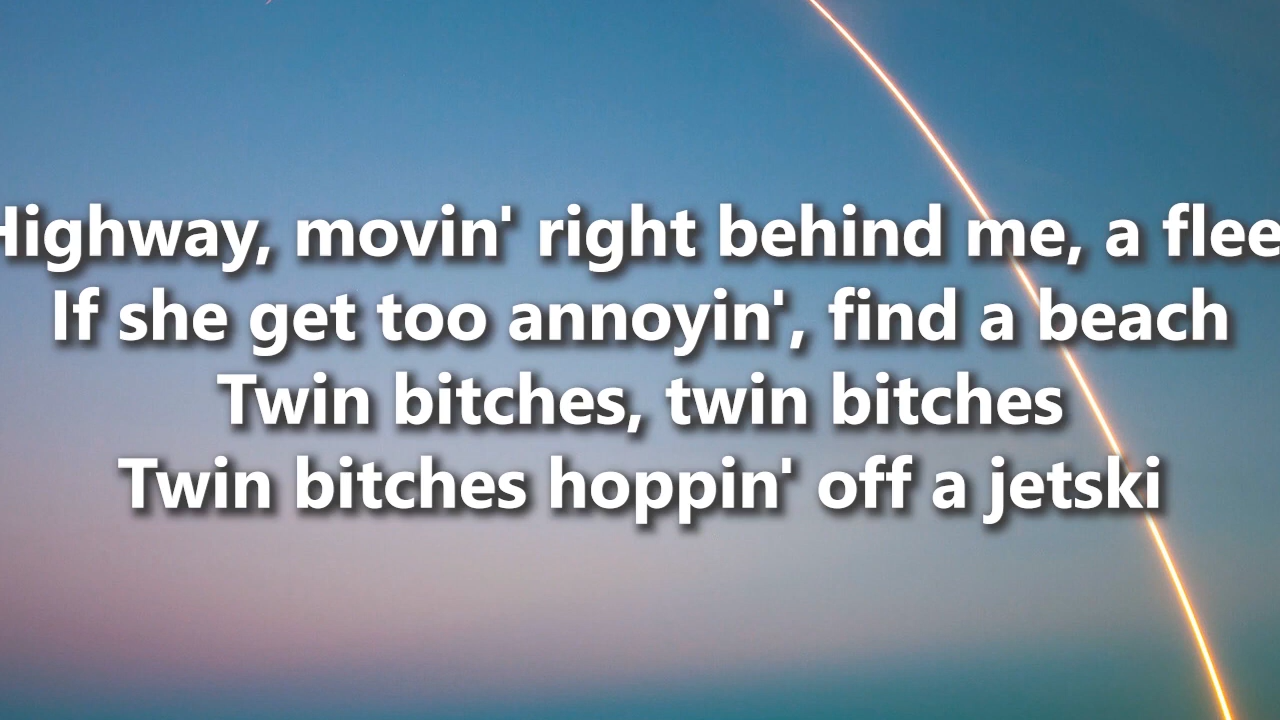 Highway, movin' right behind me, a flee
If she get too annoyin', find a beach
Twin bitches, twin bitches
Twin bitches hoppin' off a jetski